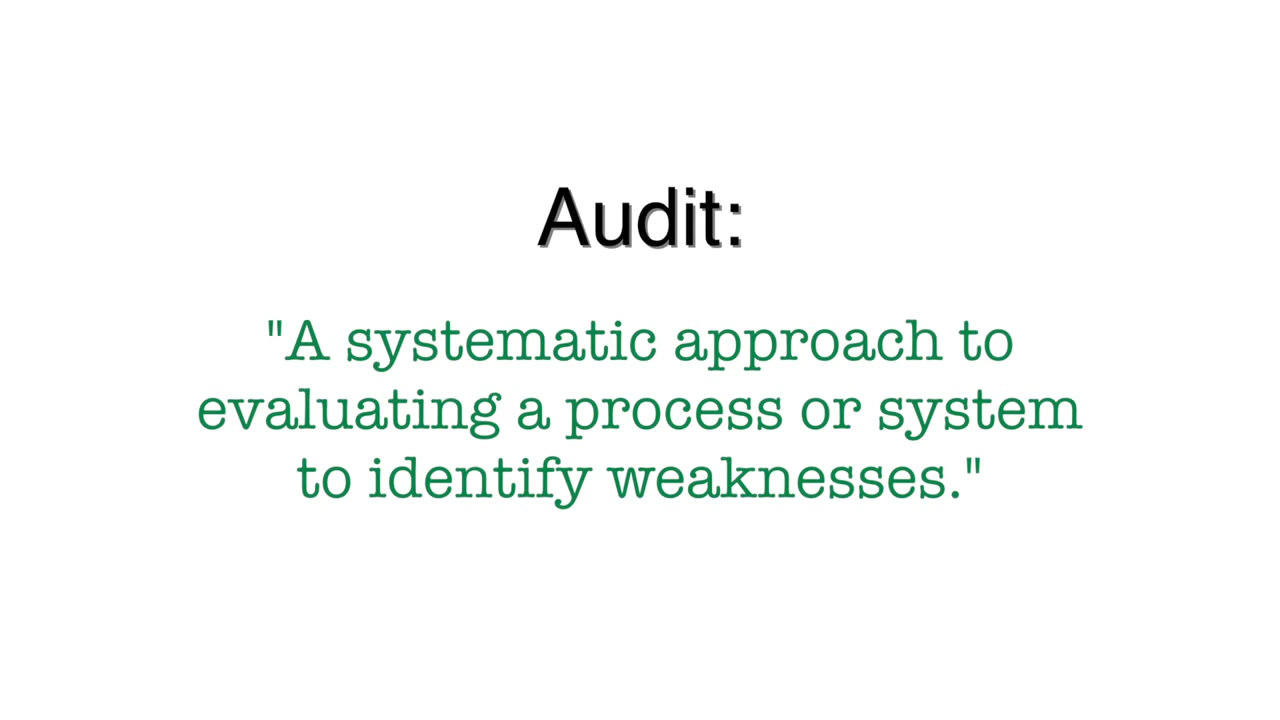 Audit:
"A systematic approach to
evaluating a process or system
to identify weaknesses."